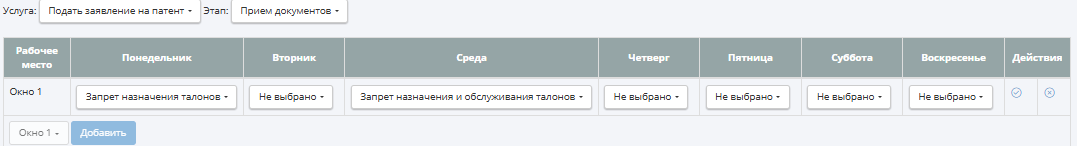 Услуга: Подать заявление на патент Этап: Прием документов
Рабочее место Понедельник Вторник Среда Четверг Пятница Суббота Воскресенье Действия
Окно 1 Запрет назначения талонов Не выбрано Запрет назначения и обслуживания талонов Не выбрано Не выбрано Не выбрано Не выбрано
Окно 1 Добавить